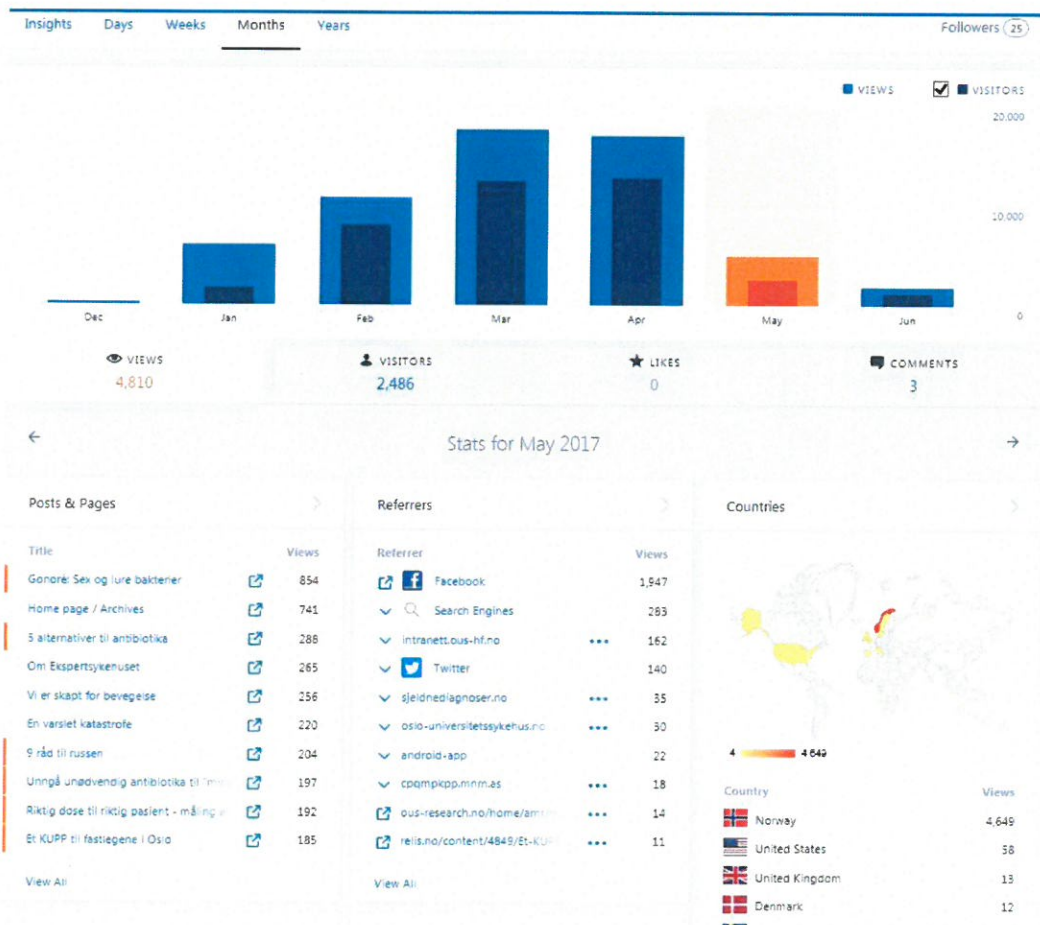 Insights Days Weeks Months Years Followers 25
VIEWS VISITORS
20.000
10.000
0
Dec Jan Feb Mar Apr May Jun
VIEWS VISITORS LIKES COMMENTS
4,810 2,486 0 3
Stats for May 2017
Posts & Pages
Title Views
Gonoré: Sex og lure bakterier 854
Home page / Archives 741
5 alternativer til antibiotika 288
Om Ekspertsykehuset 265
Vi er skapt for bevegelse 256
En varslet katastrofe 220
9 råd til russen 204
Unngå unødvendig antibiotika til 197
Riktig dose til riktig pasient - måling 192
Et KUPP til fastlegene i Oslo 185
View All
Referrers
Referrer Views
Facebook 1,947
Search Engines 283
intranett.ous-hf.no 162
Twitter 140
sjeldnediagnoser.no 35
oslo-universitetssykehus.no 30
android-app 22
cpqmpkpp.mnm.as 18
ous-research.no/home/am 14
relis.no/content/4849/Et-KUP 11
View All
Countries
4 4 649
Country Views
Norway 4,649
United States 58
United Kingdom 13
Denmark 12